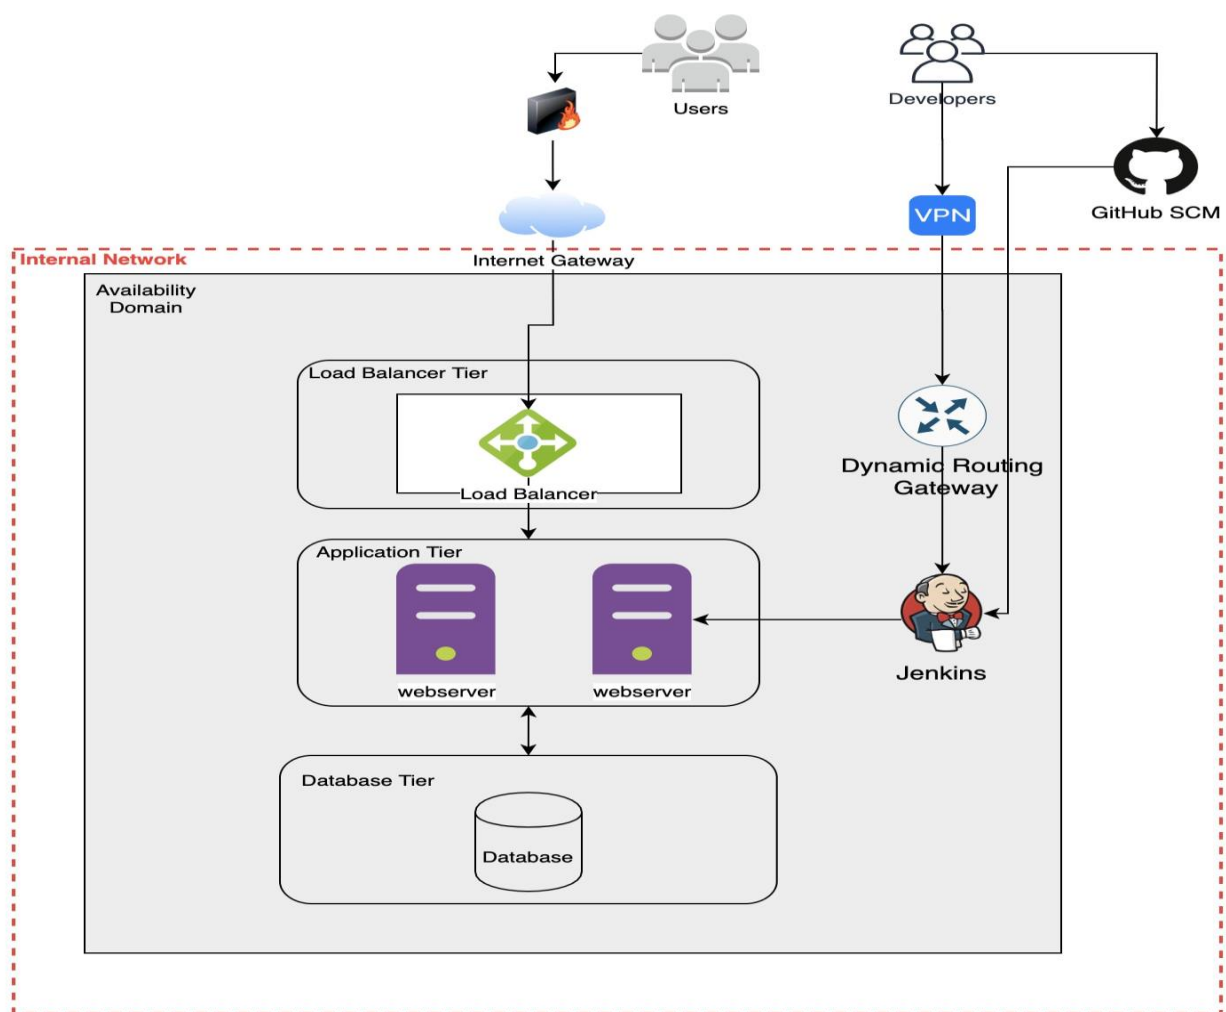 Users
Developers
VPN
GitHub SCM
Internal Network
Internet Gateway
Availability
Domain
Load Balancer Tier
Load Balancer
Dynamic Routing
Gateway
Application Tier
webserver
webserver
Jenkins
Database Tier
Database